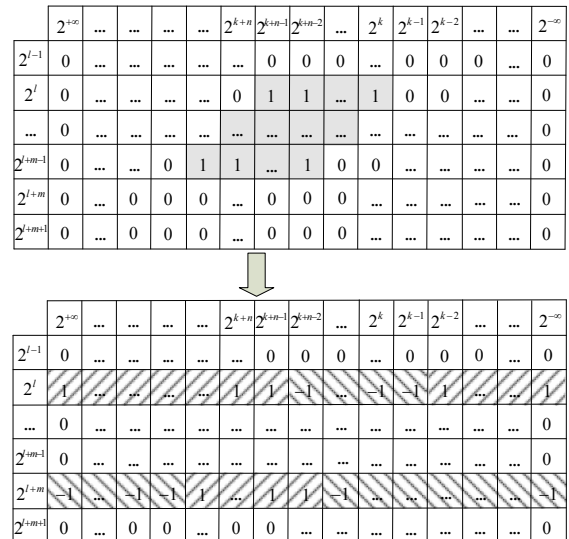 2^{+∞} ... ... ... ... 2^{k+n} 2^{k+n-1} 2^{k+n-2} ... 2^k 2^{k-1} 2^{k-2} ... ... 2^{-∞}
2^{l-1} 0 ... ... ... ... ... 0 0 0 ... 0 0 0 ... 0
2^l 0 ... ... ... ... 0 1 1 ... 1 0 0 ... ... 0
... 0 ... ... ... ... ... ... ... ... ... ... ... ... ... 0
2^{l+m-1} 0 ... ... 0 1 1 ... 1 0 0 ... ... ... ... 0
2^{l+m} 0 ... 0 0 0 ... 0 0 0 ... ... ... ... ... 0
2^{l+m+1} 0 ... 0 0 0 ... 0 0 0 ... ... ... ... ... 0
2^{+∞} ... ... ... ... 2^{k+n} 2^{k+n-1} 2^{k+n-2} ... 2^k 2^{k-1} 2^{k-2} ... ... 2^{-∞}
2^{l-1} 0 ... ... ... ... ... 0 0 0 ... 0 0 0 ... 0
2^l 1 ... ... ... ... 1 1 −1 ... −1 −1 1 ... ... 1
... 0 ... ... ... ... ... ... ... ... ... ... ... ... ... 0
2^{l+m-1} 0 ... ... ... ... ... ... ... ... ... ... ... ... ... 0
2^{l+m} −1 ... −1 −1 1 ... 1 1 −1 ... ... ... ... ... −1
2^{l+m+1} 0 ... 0 0 ... 0 0 ... ... ... ... ... ... ... 0